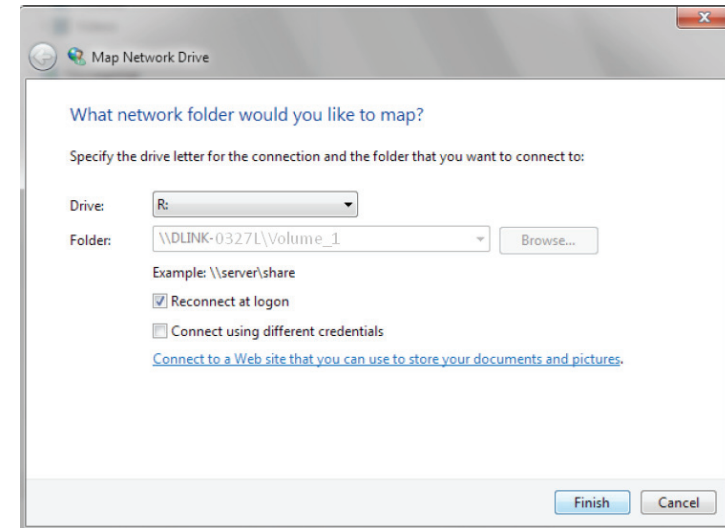 Map Network Drive
What network folder would you like to map?
Specify the drive letter for the connection and the folder that you want to connect to:
Drive: R:
Folder: \\DLINK-0327L\Volume_1 Browse...
Example: \\server\share
Reconnect at logon
Connect using different credentials
Connect to a Web site that you can use to store your documents and pictures.
Finish Cancel